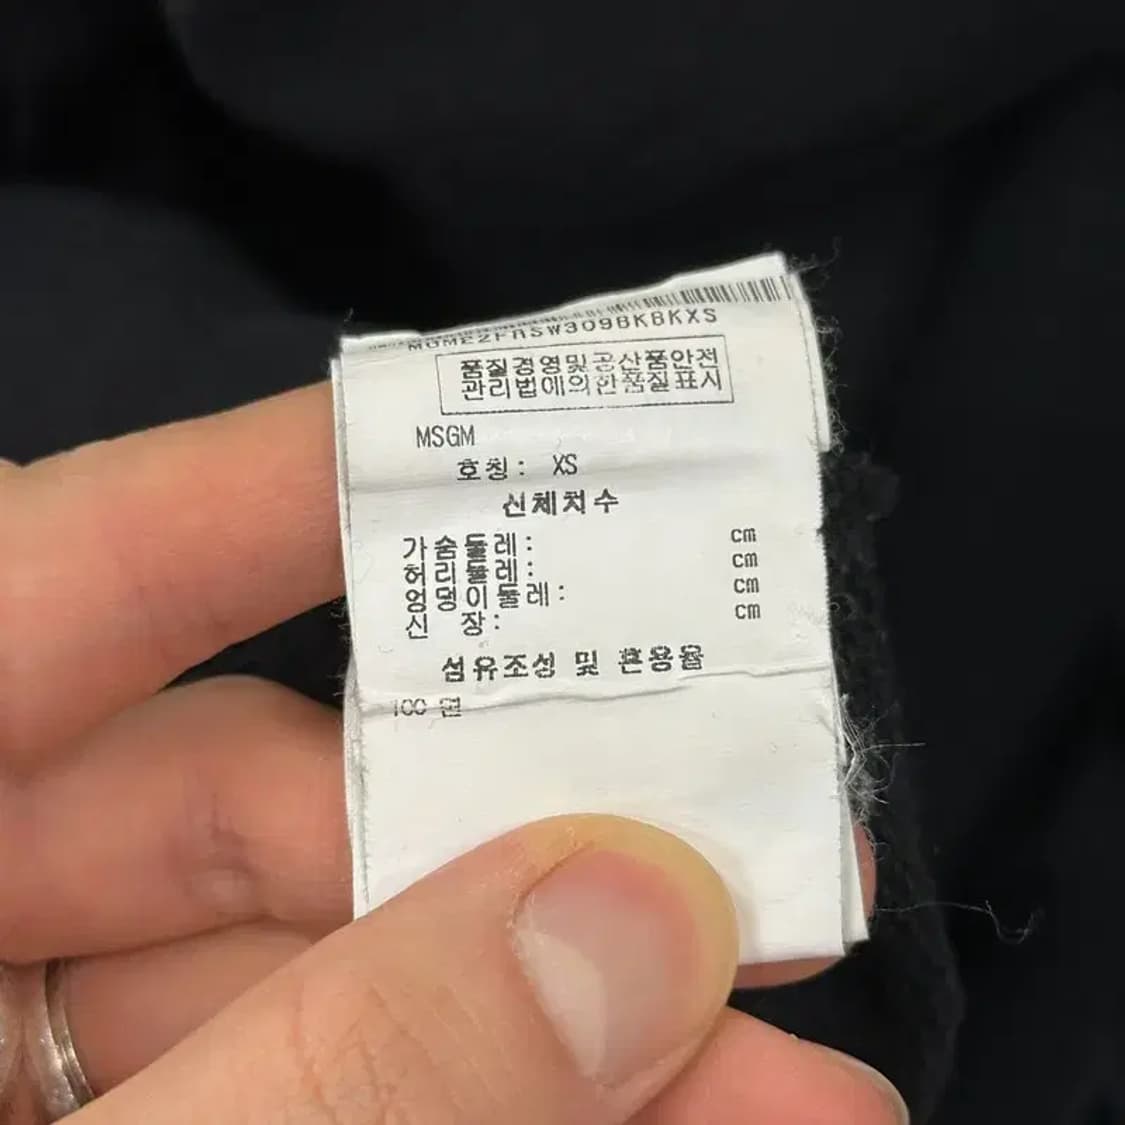 MGME2FRSW309BKBKXS
품질경영및공산품안전
관리법에의한품질표시
MSGM
호칭: XS
신체치수
가슴둘레: cm
허리둘레: cm
엉덩이둘레: cm
신 장: cm
섬유조성 및 혼용율
100 면